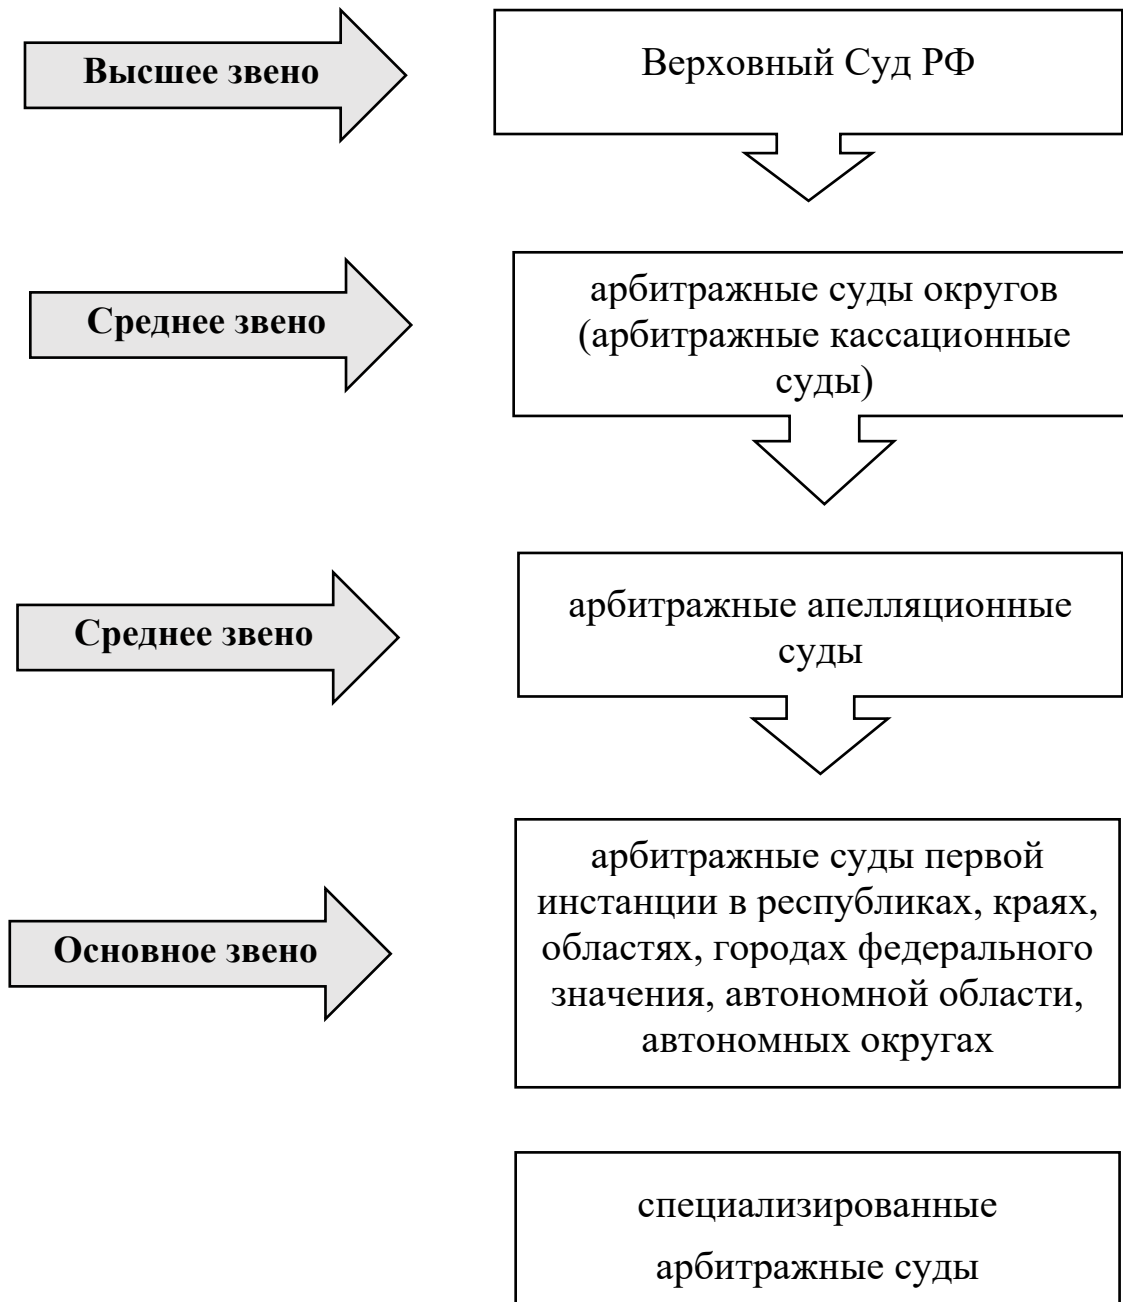 Высшее звено
Верховный Суд РФ
Среднее звено
арбитражные суды округов
(арбитражные кассационные
суды)
Среднее звено
арбитражные апелляционные
суды
Основное звено
арбитражные суды первой
инстанции в республиках, краях,
областях, городах федерального
значения, автономной области,
автономных округах
специализированные
арбитражные суды